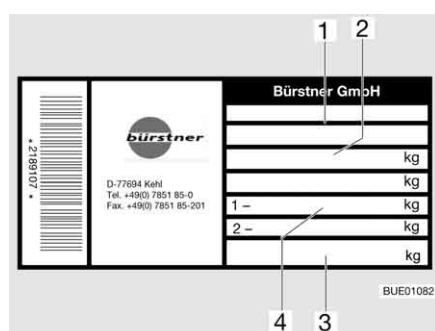 1
2
Bürstner GmbH
* 2189107 *
bürstner
D-77694 Kehl
Tel. +49(0) 7851 85-0
Fax. +49(0) 7851 85-201
kg
kg
1 – kg
2 – kg
kg
BUE01082
4
3